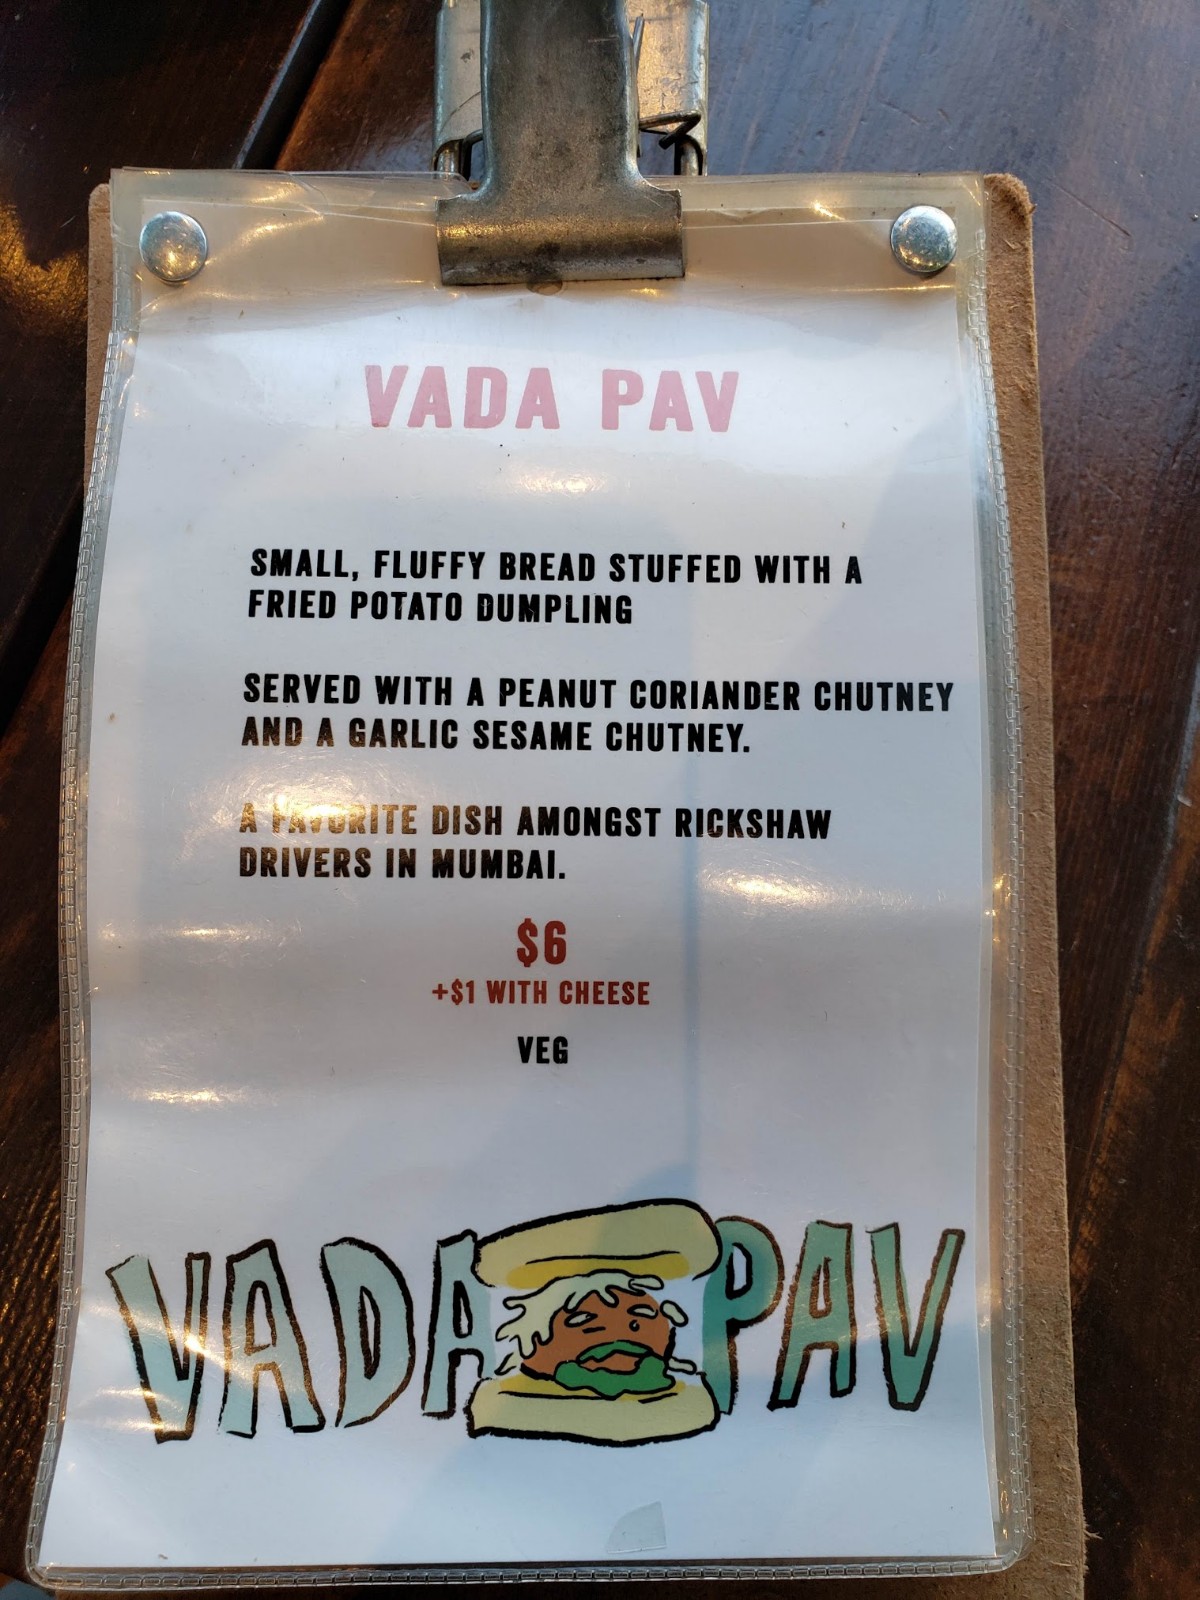 VADA PAV
SMALL, FLUFFY BREAD STUFFED WITH A
FRIED POTATO DUMPLING
SERVED WITH A PEANUT CORIANDER CHUTNEY
AND A GARLIC SESAME CHUTNEY.
A FAVORITE DISH AMONGST RICKSHAW
DRIVERS IN MUMBAI.
$6
+$1 WITH CHEESE
VEG
VADA PAV